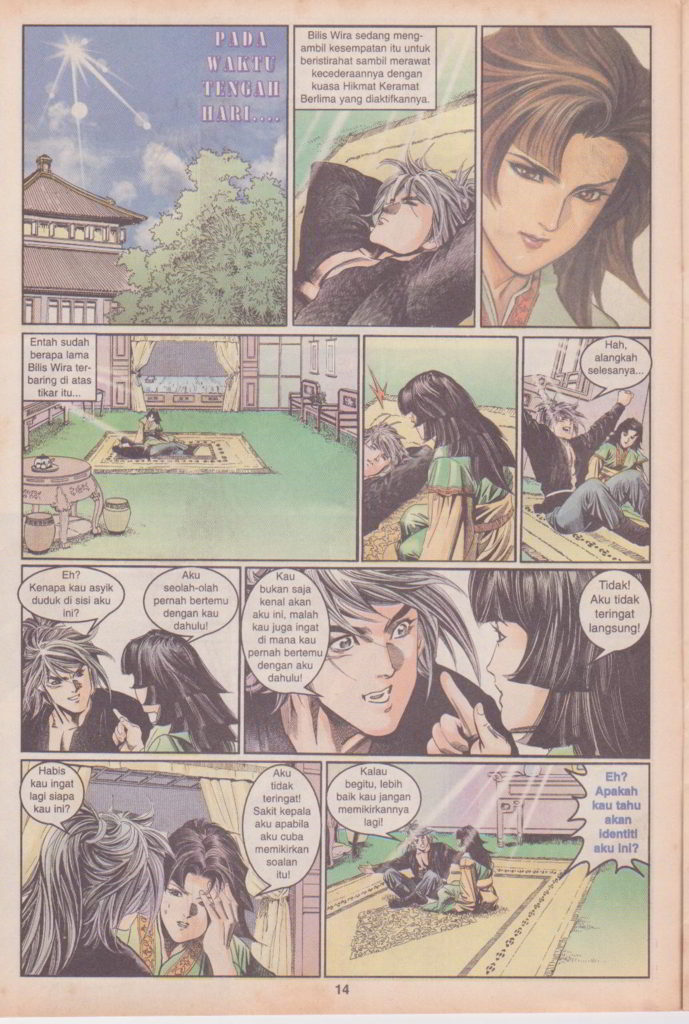 PADA
WAKTU
TENGAH
HARI....
Bilis Wira sedang meng-
ambil kesempatan itu untuk
beristirahat sambil merawat
kecederaannya dengan
kuasa Hikmat Keramat
Berlima yang diaktifkannya.
Entah sudah
berapa lama
Bilis Wira ter-
baring di atas
tikar itu...
Hah,
alangkah
selesanya...
Eh?
Kenapa kau asyik
duduk di sisi aku
ini?
Aku
seolah-olah
pernah bertemu
dengan kau
dahulu!
Kau
bukan saja
kenal akan
aku ini, malah
kau juga ingat
di mana kau
pernah bertemu
dengan aku
dahulu!
Tidak!
Aku tidak
teringat
langsung!
Habis
kau ingat
lagi siapa
kau ini?
Aku
tidak
teringat!
Sakit kepala
aku apabila
aku cuba
memikirkan
soalan
itu!
Kalau
begitu, lebih
baik kau jangan
memikirkannya
lagi!
Eh?
Apakah
kau tahu
akan
identiti
aku ini?
14